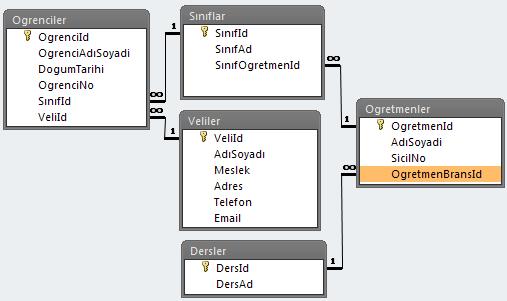 Ogrenciler
OgrenciId
OgrenciAdıSoyadi
DogumTarihi
OgrenciNo
SınıfId
VeliId
Sınıflar
SınıfId
SınıfAd
SınıfOgretmenId
Veliler
VeliId
AdıSoyadı
Meslek
Adres
Telefon
Email
Ogretmenler
OgretmenId
AdıSoyadi
SicilNo
OgretmenBransId
Dersler
DersId
DersAd
1
∞
∞
1
∞
1
∞
1